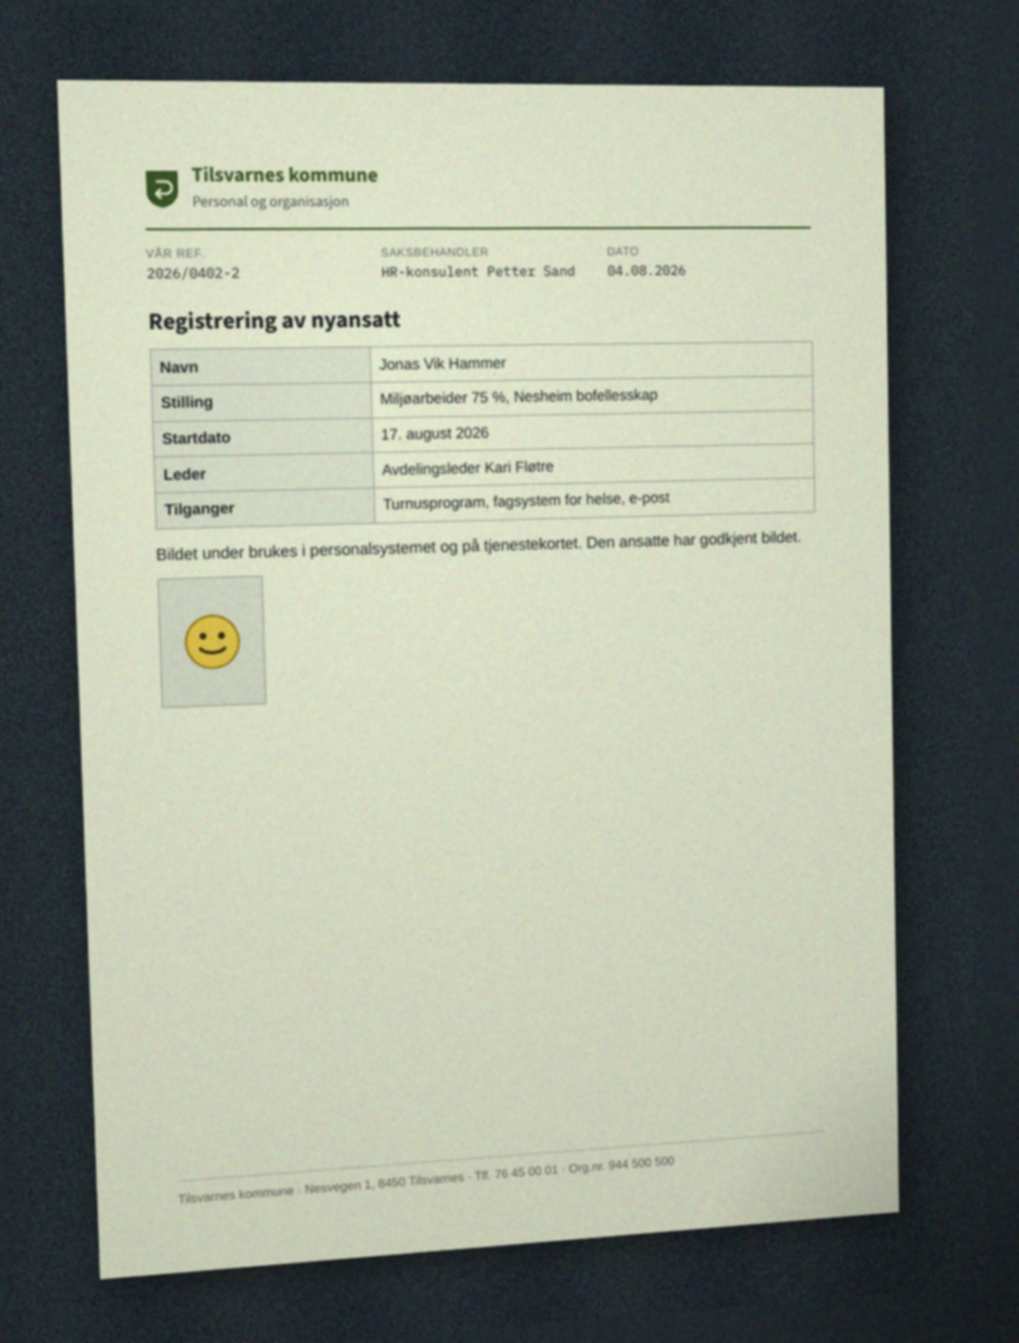 Tilsvarnes kommune
Personal og organisasjon
VÅR REF. SAKSBEHANDLER DATO
2026/0402-2 HR-konsulent Petter Sand 04.08.2026
Registrering av nyansatt
Navn Jonas Vik Hammer
Stilling Miljøarbeider 75 %, Nesheim bofellesskap
Startdato 17. august 2026
Leder Avdelingsleder Kari Fløtre
Tilganger Turnusprogram, fagsystem for helse, e-post
Bildet under brukes i personalsystemet og på tjenestekortet. Den ansatte har godkjent bildet.
Tilsvarnes kommune · Nesvegen 1, 8450 Tilsvarnes · Tlf. 76 45 00 01 · Org.nr. 944 500 500